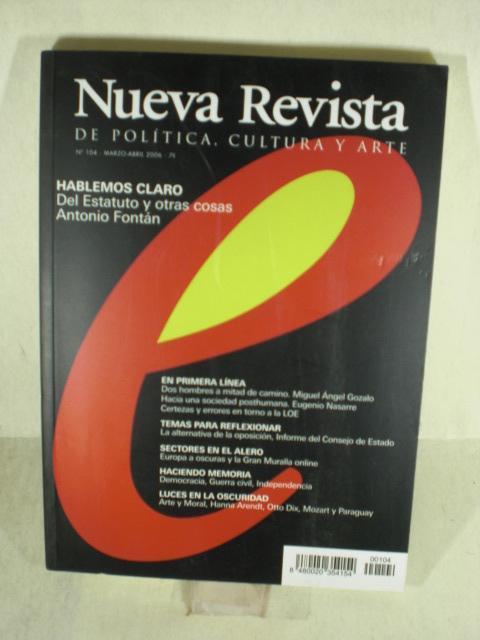 Nueva Revista
DE POLÍTICA, CULTURA Y ARTE
Nº 104 . MARZO-ABRIL 2006 . 7€
HABLEMOS CLARO
Del Estatuto y otras cosas
Antonio Fontán
EN PRIMERA LÍNEA
Dos hombres a mitad de camino. Miguel Ángel Gozalo
Hacia una sociedad posthumana. Eugenio Nasarre
Certezas y errores en torno a la LOE
TEMAS PARA REFLEXIONAR
La alternativa de la oposición, Informe del Consejo de Estado
SECTORES EN EL ALERO
Europa a oscuras y la Gran Muralla online
HACIENDO MEMORIA
Democracia, Guerra civil, Independencia
LUCES EN LA OSCURIDAD
Arte y Moral, Hanna Arendt, Otto Dix, Mozart y Paraguay
00104
8 480020 354154